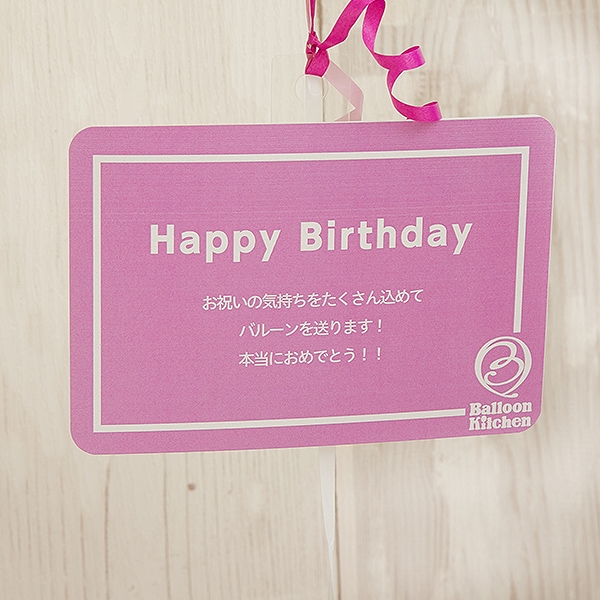 Happy Birthday
お祝いの気持ちをたくさん込めて
バルーンを送ります！
本当におめでとう！！
Balloon
Kitchen